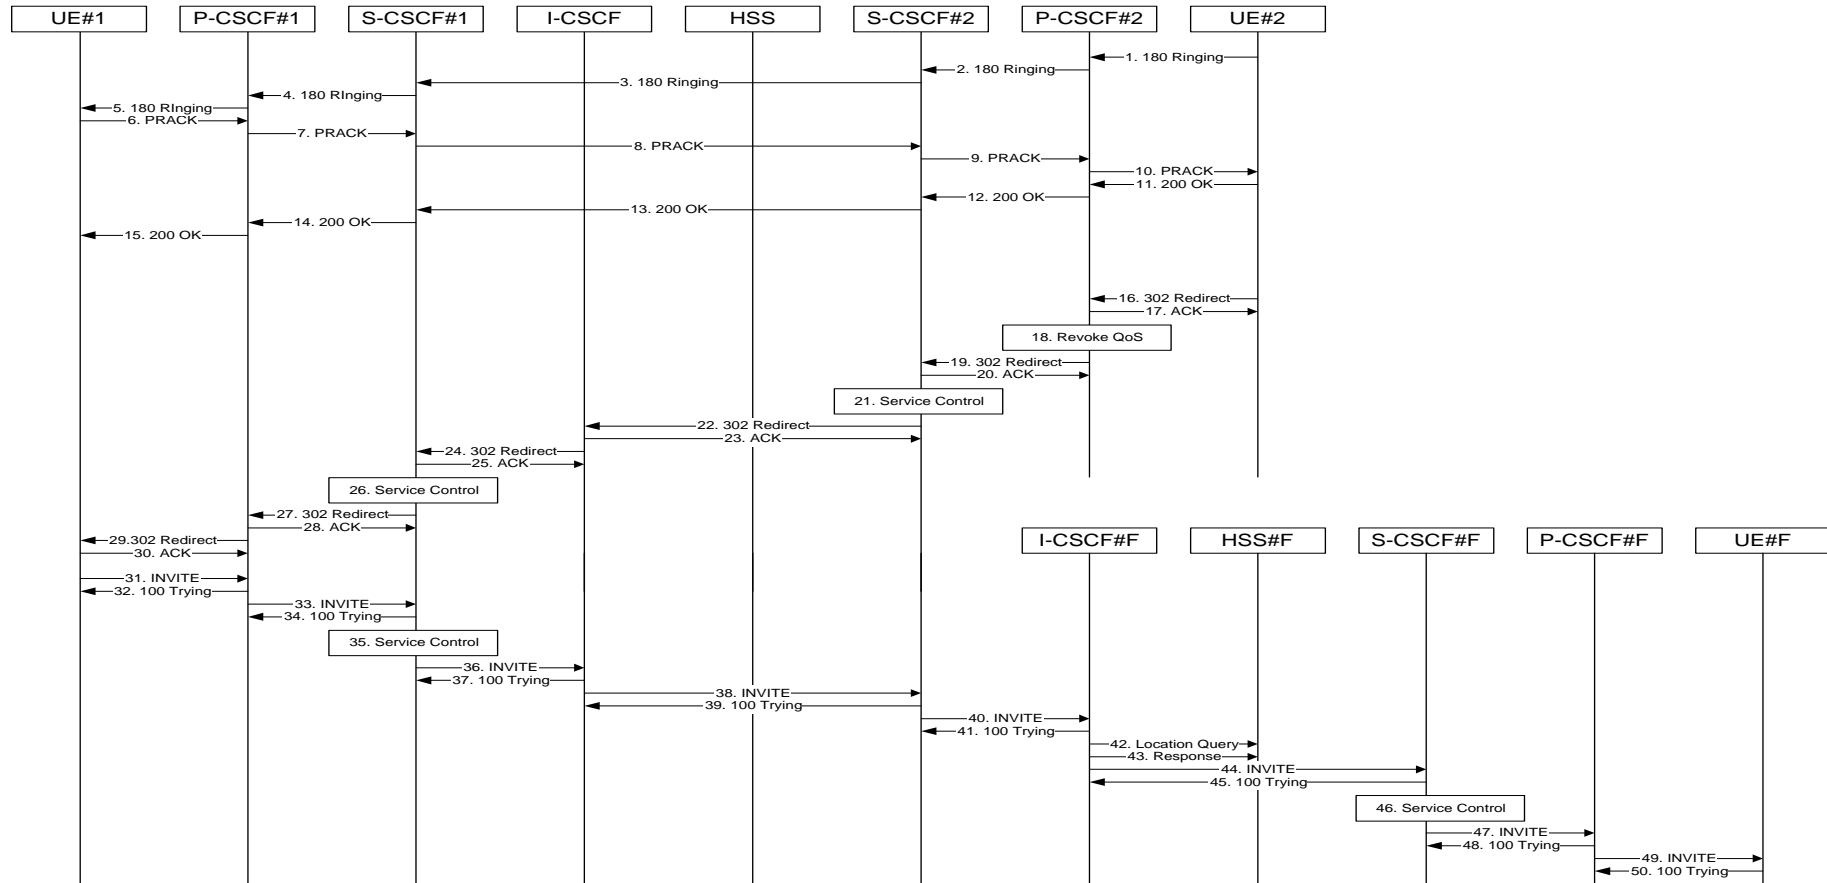 UE#1
P-CSCF#1
S-CSCF#1
I-CSCF
HSS
S-CSCF#2
P-CSCF#2
UE#2
1. 180 Ringing
2. 180 Ringing
3. 180 Ringing
4. 180 RInging
5. 180 RInging
6. PRACK
7. PRACK
8. PRACK
9. PRACK
10. PRACK
11. 200 OK
12. 200 OK
13. 200 OK
14. 200 OK
15. 200 OK
16. 302 Redirect
17. ACK
18. Revoke QoS
19. 302 Redirect
20. ACK
21. Service Control
22. 302 Redirect
23. ACK
24. 302 Redirect
25. ACK
26. Service Control
27. 302 Redirect
28. ACK
29.302 Redirect
30. ACK
I-CSCF#F
HSS#F
S-CSCF#F
P-CSCF#F
UE#F
31. INVITE
32. 100 Trying
33. INVITE
34. 100 Trying
35. Service Control
36. INVITE
37. 100 Trying
38. INVITE
39. 100 Trying
40. INVITE
41. 100 Trying
42. Location Query
43. Response
44. INVITE
45. 100 Trying
46. Service Control
47. INVITE
48. 100 Trying
49. INVITE
50. 100 Trying